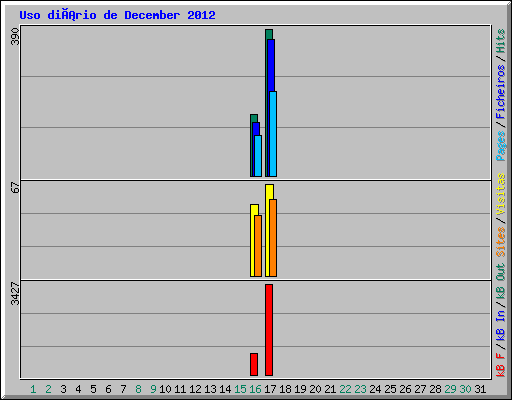 Uso diÃ¡rio de December 2012
390
67
3427
Pages / Ficheiros / Hits
Sites / Visitas
kB F / kB In / kB Out
1 2 3 4 5 6 7 8 9 10 11 12 13 14 15 16 17 18 19 20 21 22 23 24 25 26 27 28 29 30 31